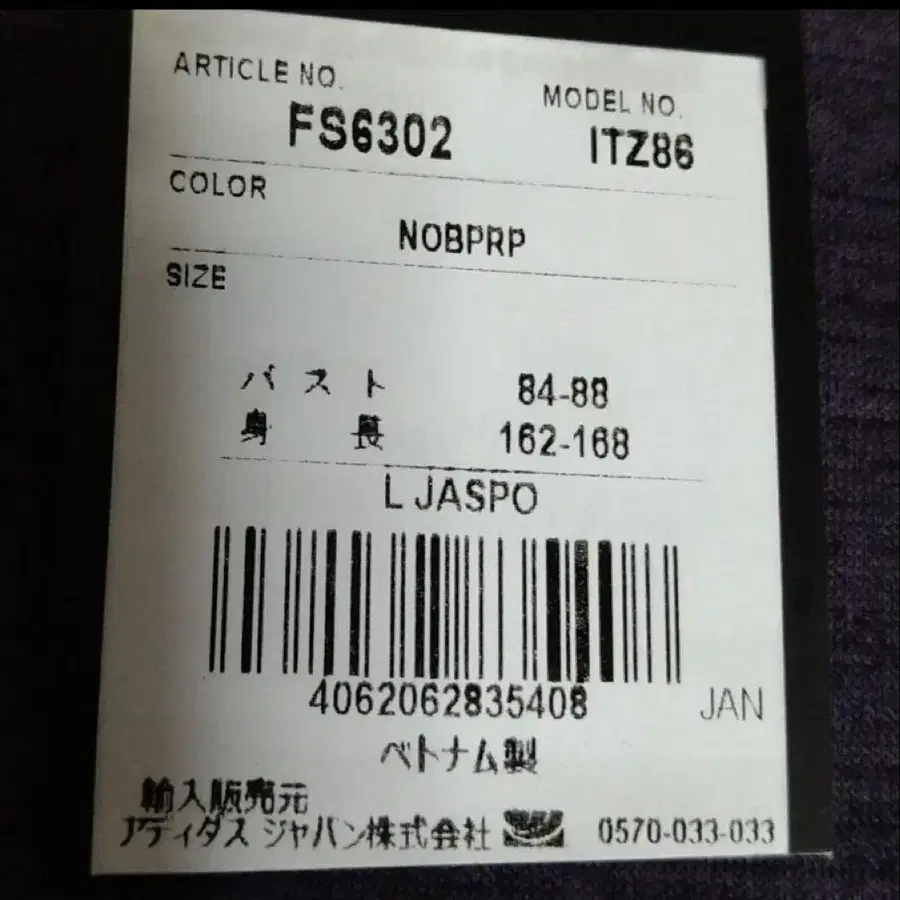 ARTICLE NO.
MODEL NO.
FS6302
ITZ86
COLOR
NOBPRP
SIZE
バスト 84-88
身長 162-168
L JASPO
4062062835408
JAN
ベトナム製
輸入販売元
アディダス ジャパン株式会社 0570-033-033